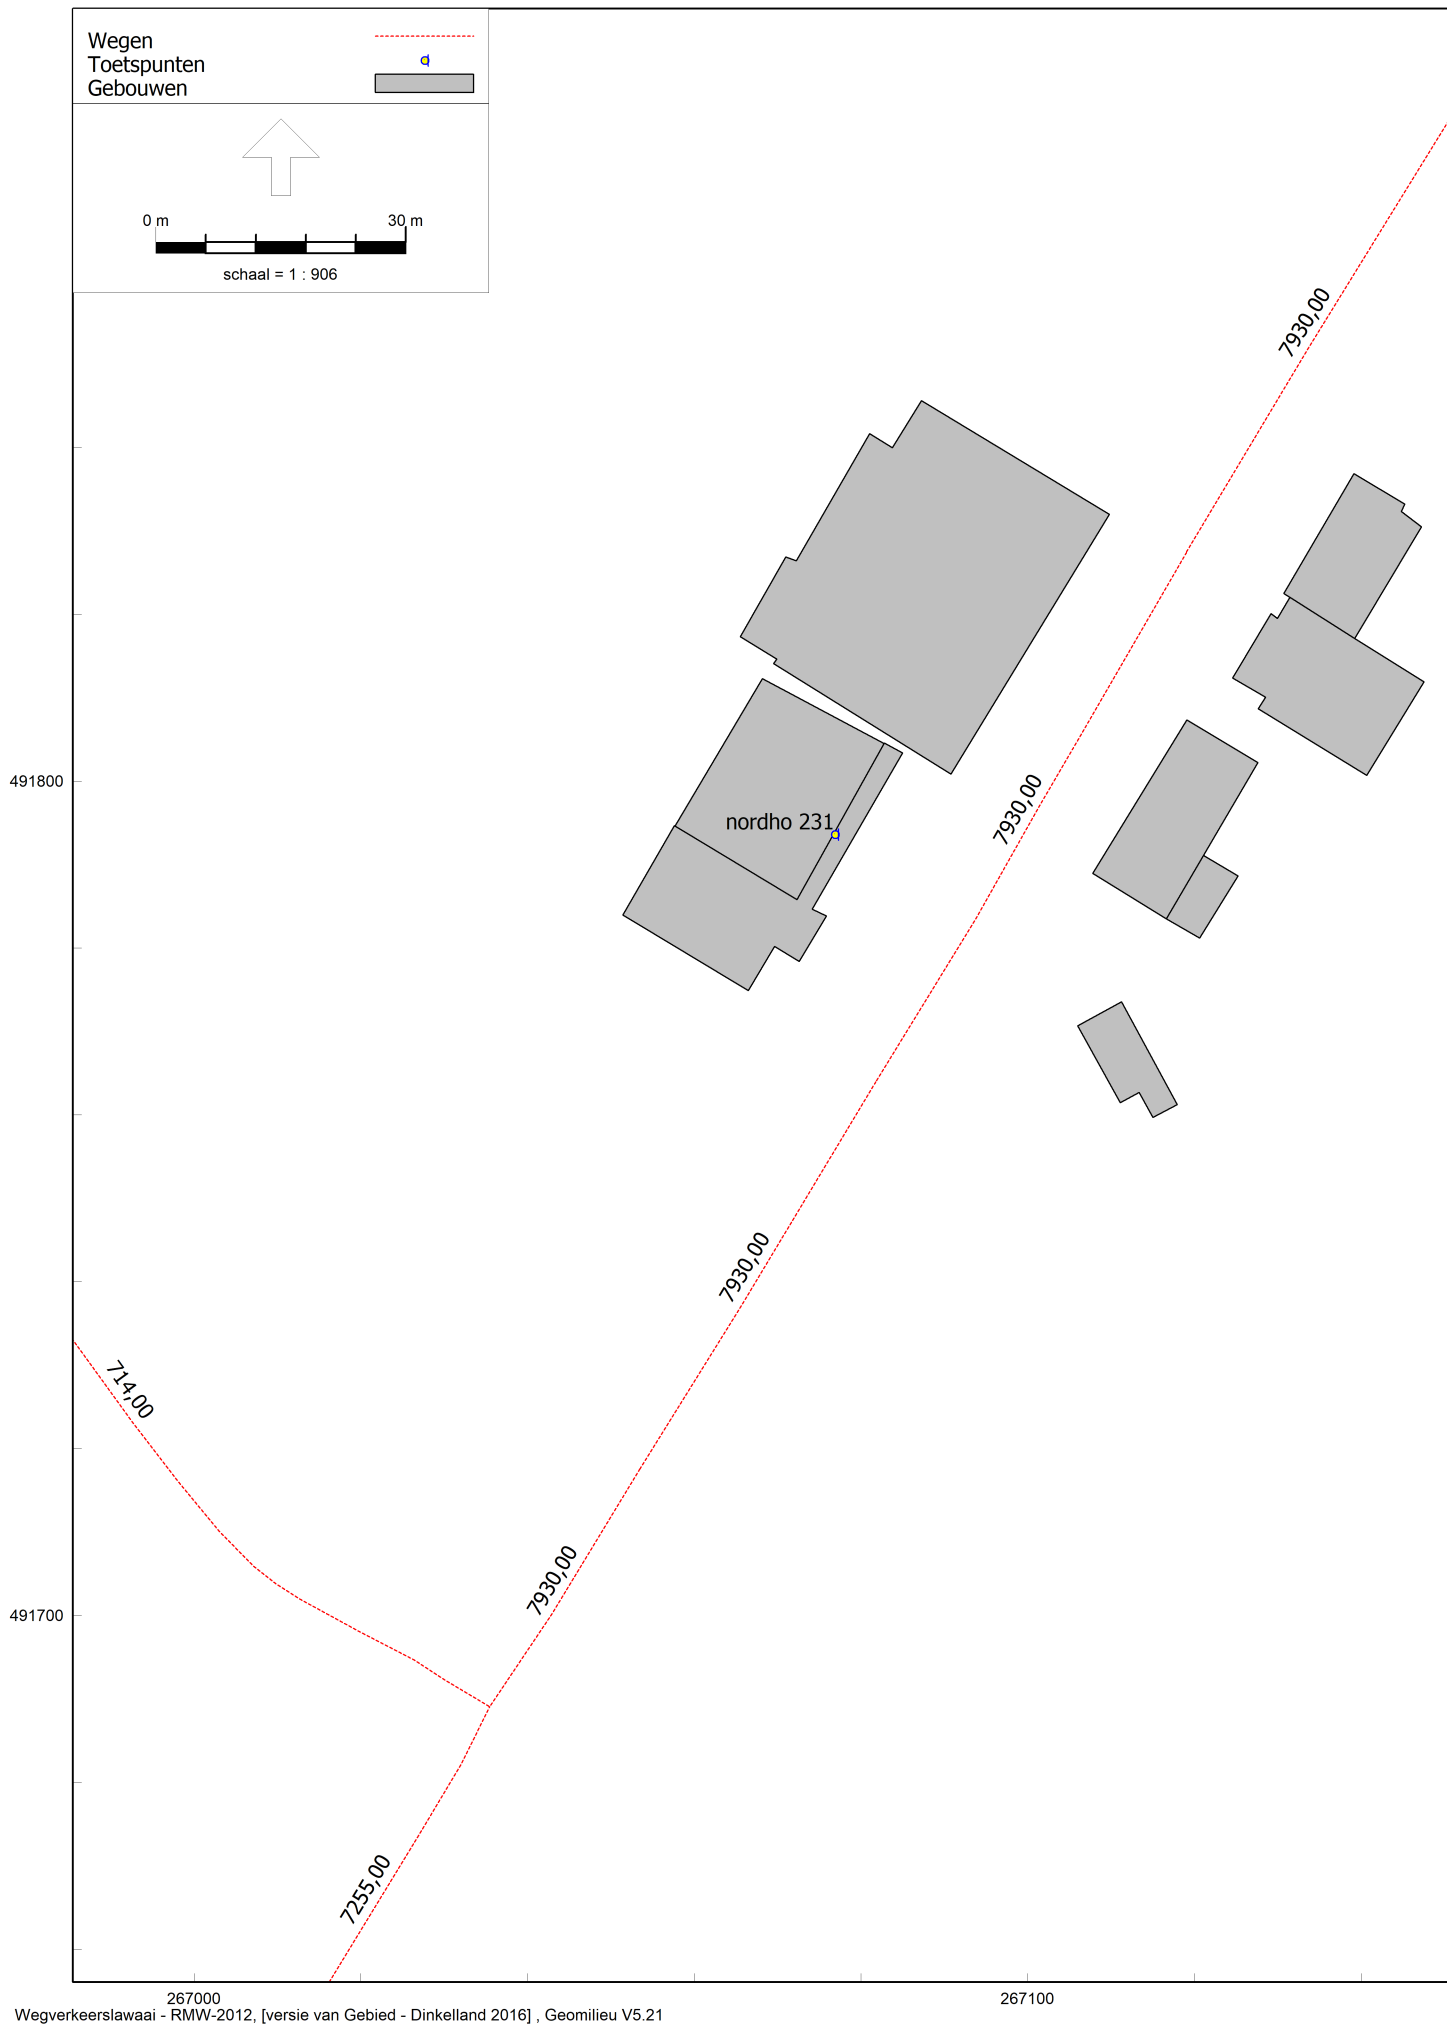 Wegen
Toetspunten
Gebouwen
0 m 30 m
schaal = 1 : 906
7930,00
7930,00
491800
nordho 231
7930,00
714,00
7930,00
491700
7255,00
267000 267100
Wegverkeerslawaai - RMW-2012, [versie van Gebied - Dinkelland 2016] , Geomilieu V5.21